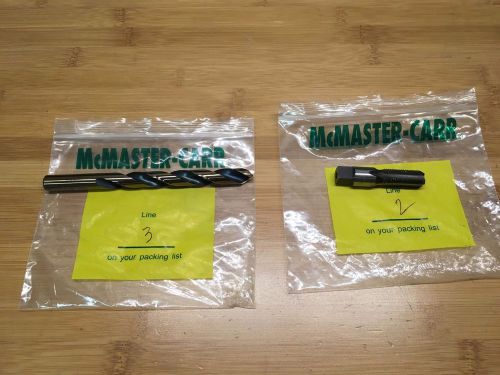 McMASTER-CARR
Line
3
on your packing list
McMASTER-CARR
Line
2
on your packing list